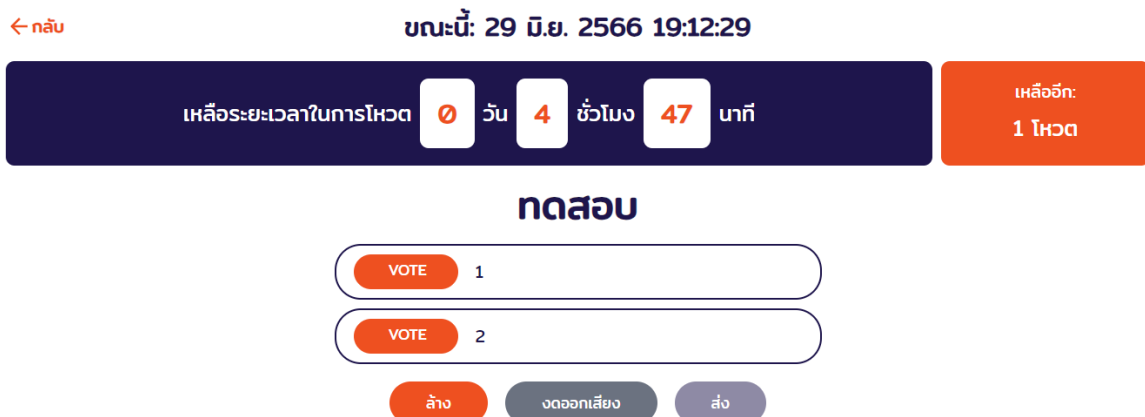 ← กลับ
ขณะนี้: 29 มิ.ย. 2566 19:12:29
เหลือระยะเวลาในการโหวต 0 วัน 4 ชั่วโมง 47 นาที
เหลืออีก:
1 โหวต
ทดสอบ
VOTE 1
VOTE 2
ล้าง งดออกเสียง ส่ง